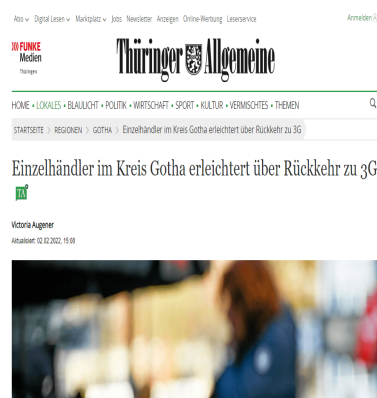 Abo Digital Lesen Marktplatz Jobs Newsletter Anzeigen Online-Werbung Leserservice Anmelden
FUNKE
Medien
Thüringen
Thüringer Allgemeine
HOME • LOKALES • BLAULICHT • POLITIK • WIRTSCHAFT • SPORT • KULTUR • VERMISCHTES • THEMEN
STARTSEITE > REGIONEN > GOTHA > Einzelhändler im Kreis Gotha erleichtert über Rückkehr zu 3G
Einzelhändler im Kreis Gotha erleichtert über Rückkehr zu 3G
TA
Victoria Augener
Aktualisiert: 02.02.2022, 15:00